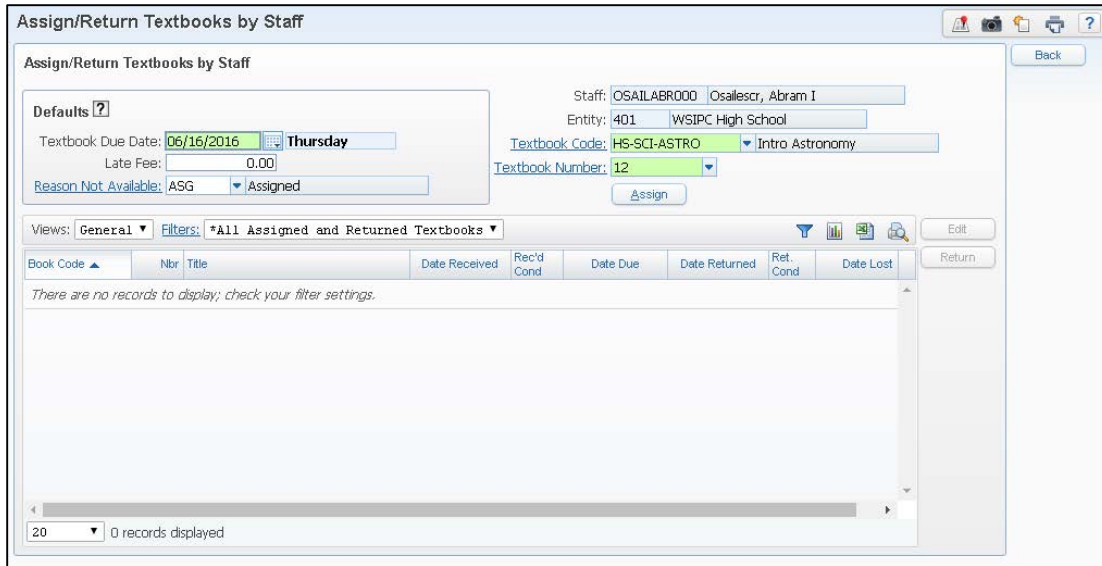 Assign/Return Textbooks by Staff
?
Back
Assign/Return Textbooks by Staff
Defaults ?
Textbook Due Date: 06/16/2016 Thursday
Late Fee: 0.00
Reason Not Available: ASG Assigned
Staff: OSAILABR000 Osailescr, Abram I
Entity: 401 WSIPC High School
Textbook Code: HS-SCI-ASTRO Intro Astronomy
Textbook Number: 12
Assign
Views: General Filters: *All Assigned and Returned Textbooks
Edit
Return
Book Code Nbr Title Date Received Rec'd Cond Date Due Date Returned Ret. Cond Date Lost
There are no records to display; check your filter settings.
20 0 records displayed